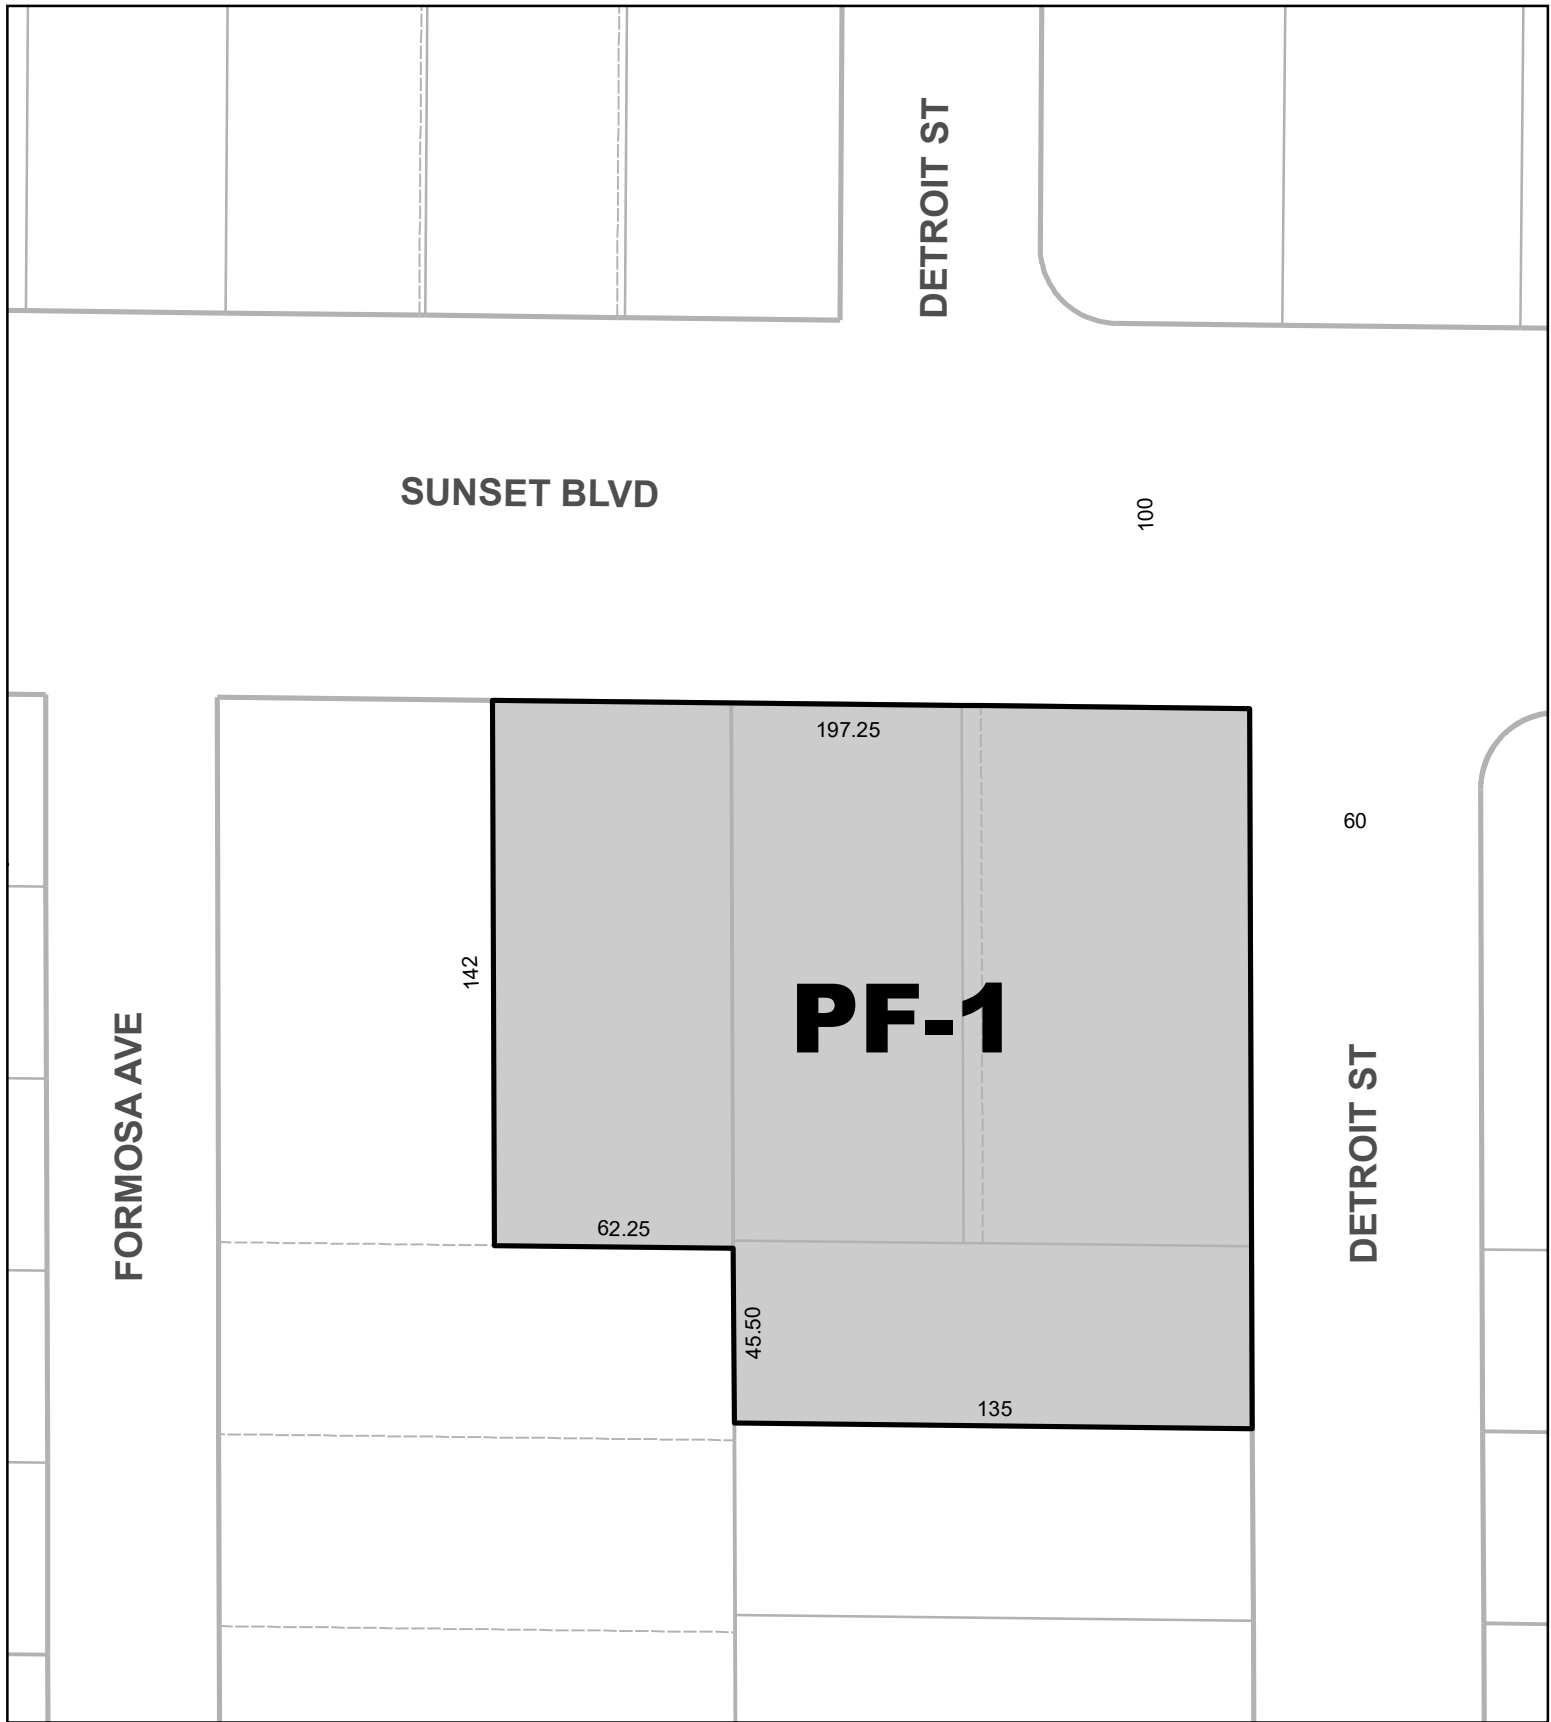 DETROIT ST
SUNSET BLVD
100
197.25
60
142
PF-1
FORMOSA AVE
DETROIT ST
62.25
45.50
135